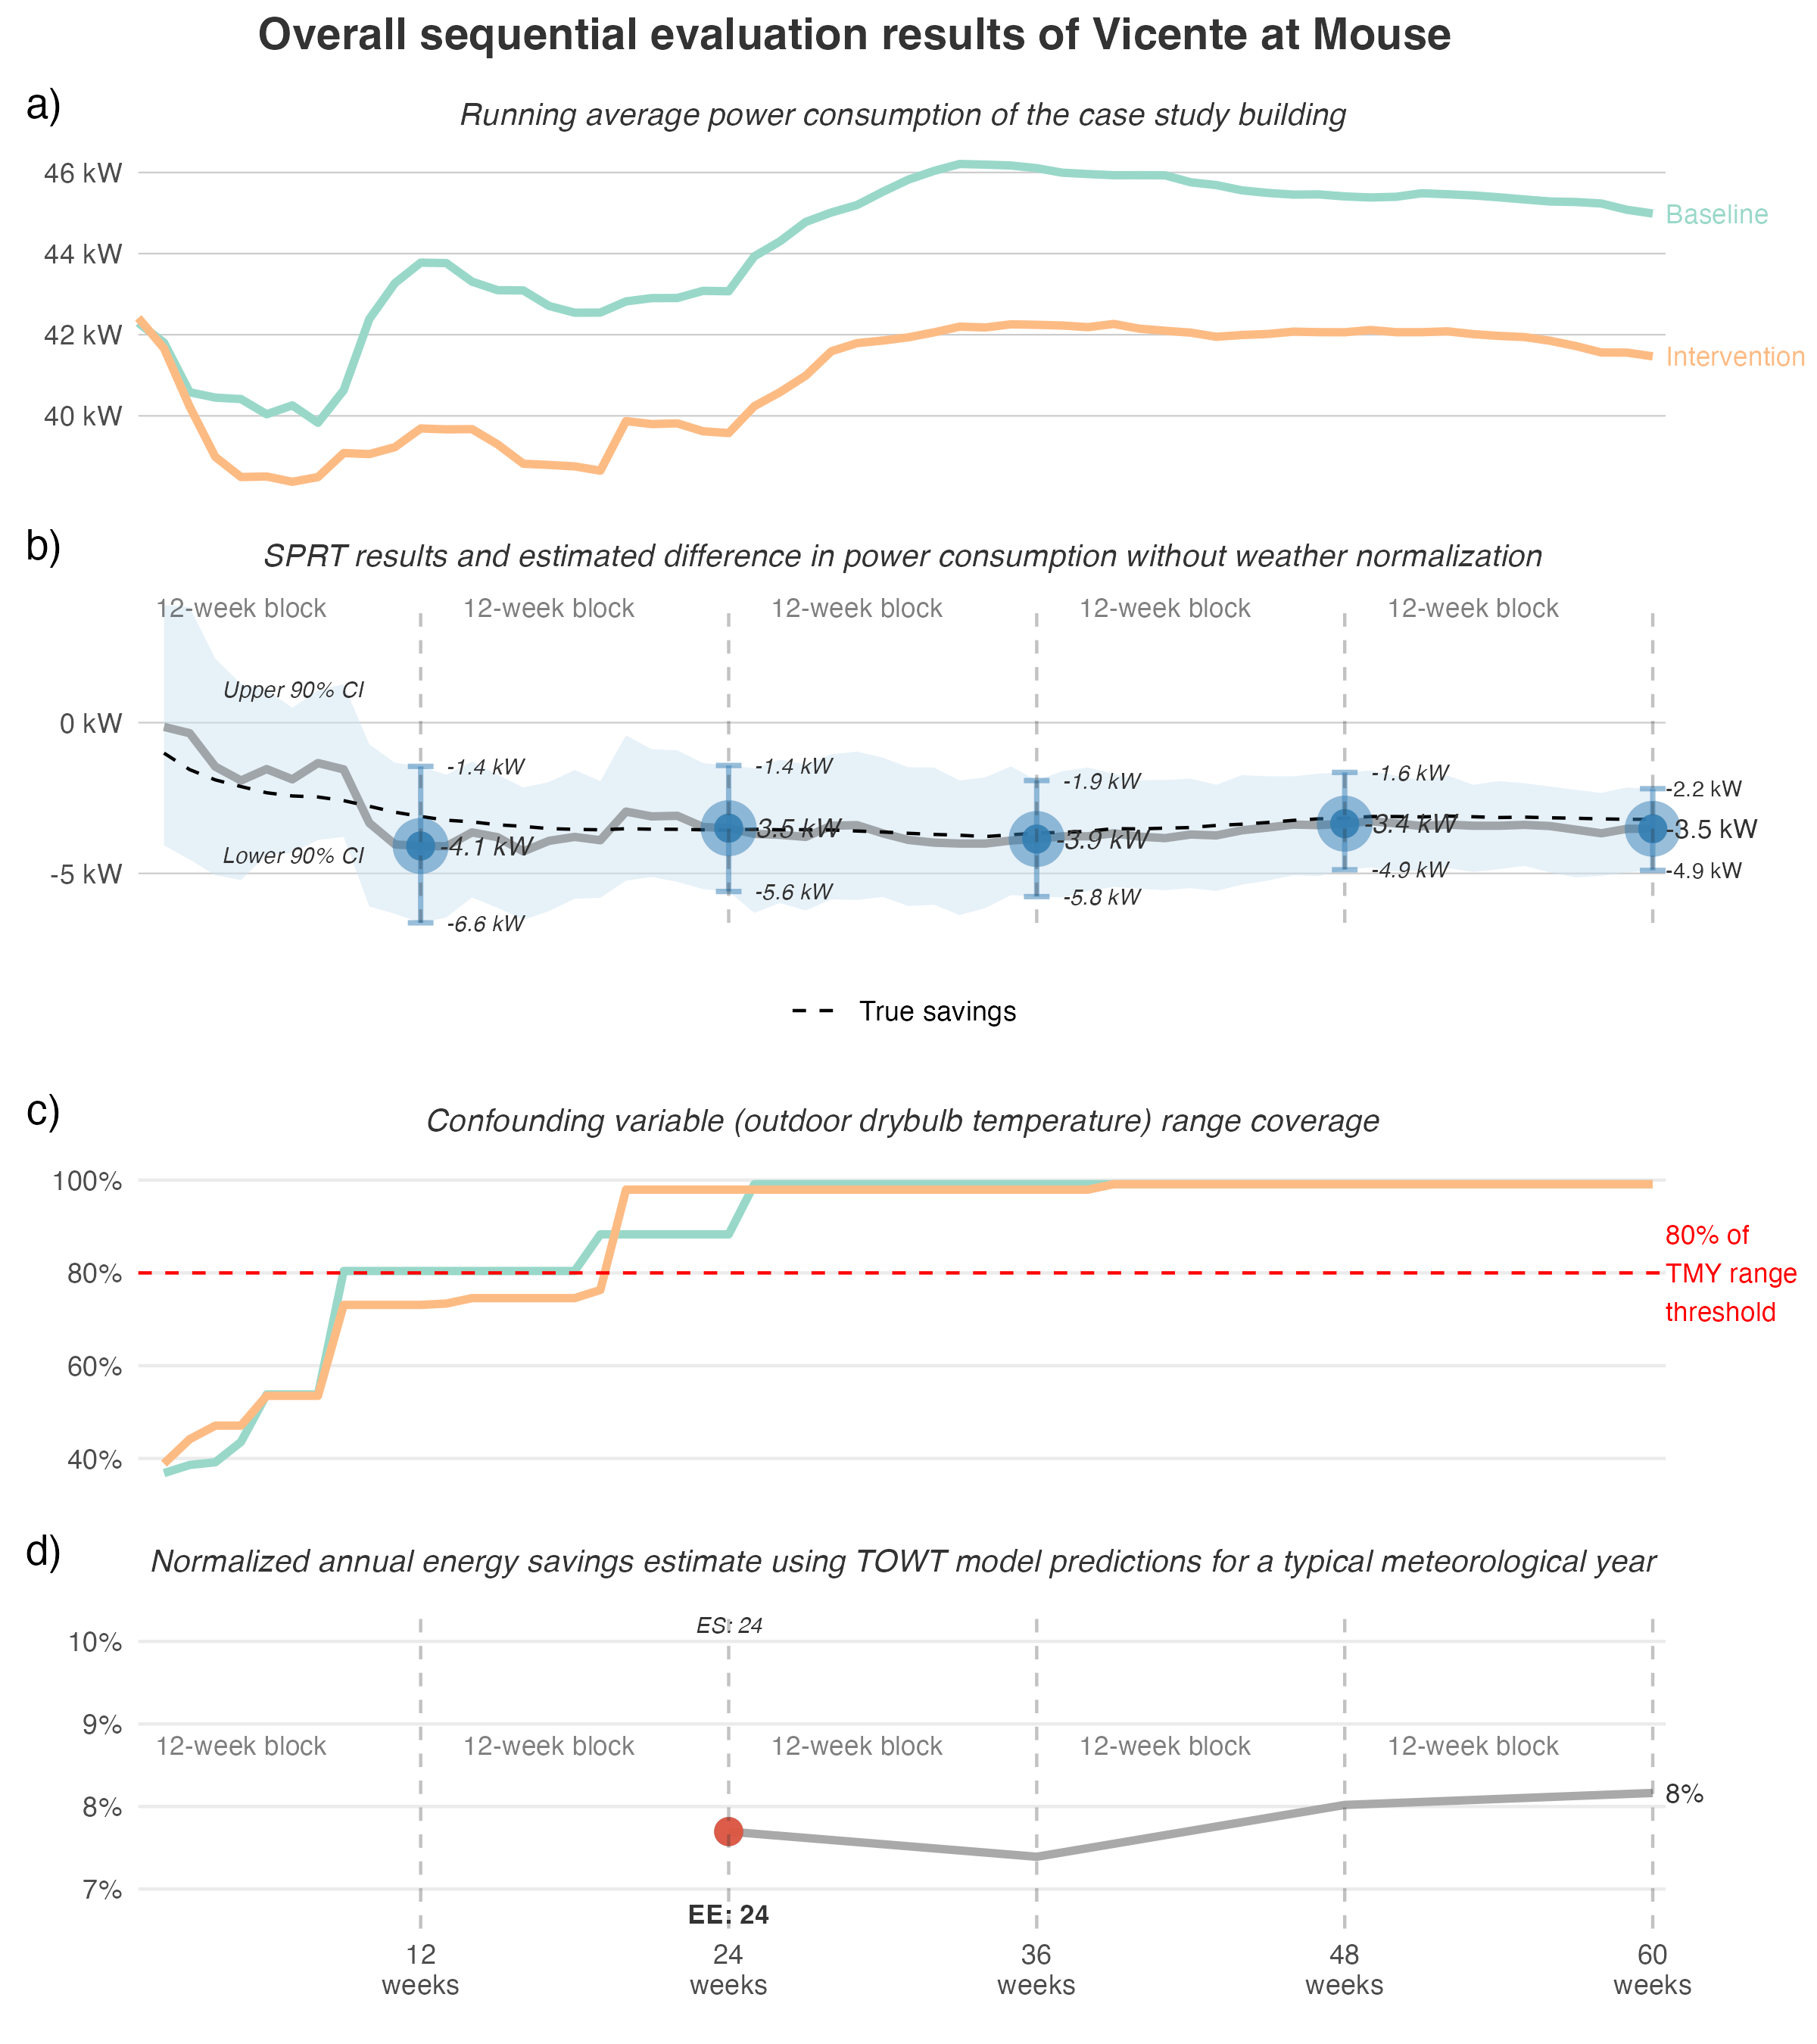 Overall sequential evaluation results of Vicente at Mouse
a)
Running average power consumption of the case study building
46 kW
44 kW
42 kW
40 kW
Baseline
Intervention
b)
SPRT results and estimated difference in power consumption without weather normalization
12-week block 12-week block 12-week block 12-week block 12-week block
Upper 90% CI
0 kW
-1.4 kW -1.4 kW -1.9 kW -1.6 kW -2.2 kW
-4.1 kW -3.5 kW -3.9 kW -3.4 kW -3.5 kW
Lower 90% CI
-5 kW
-6.6 kW -5.6 kW -5.8 kW -4.9 kW -4.9 kW
True savings
c)
Confounding variable (outdoor drybulb temperature) range coverage
100%
80%
60%
40%
80% of
TMY range
threshold
d)
Normalized annual energy savings estimate using TOWT model predictions for a typical meteorological year
ES: 24
10%
9%
12-week block 12-week block 12-week block 12-week block 12-week block
8%
8%
7%
EE: 24
12 24 36 48 60
weeks weeks weeks weeks weeks